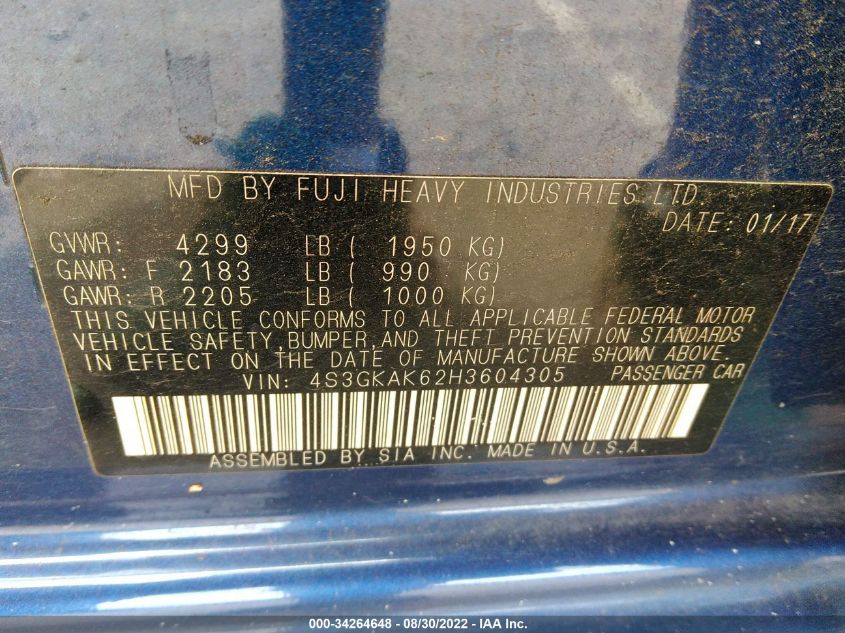 MFD BY FUJI HEAVY INDUSTRIES LTD.
DATE: 01/17
GVWR: 4299 LB ( 1950 KG)
GAWR: F 2183 LB ( 990 KG)
GAWR: R 2205 LB ( 1000 KG)
THIS VEHICLE CONFORMS TO ALL APPLICABLE FEDERAL MOTOR
VEHICLE SAFETY, BUMPER, AND THEFT PREVENTION STANDARDS
IN EFFECT ON THE DATE OF MANUFACTURE SHOWN ABOVE.
VIN: 4S3GKAK62H3604305 PASSENGER CAR
ASSEMBLED BY SIA INC. MADE IN U.S.A.
000-34264648 - 08/30/2022 - IAA Inc.